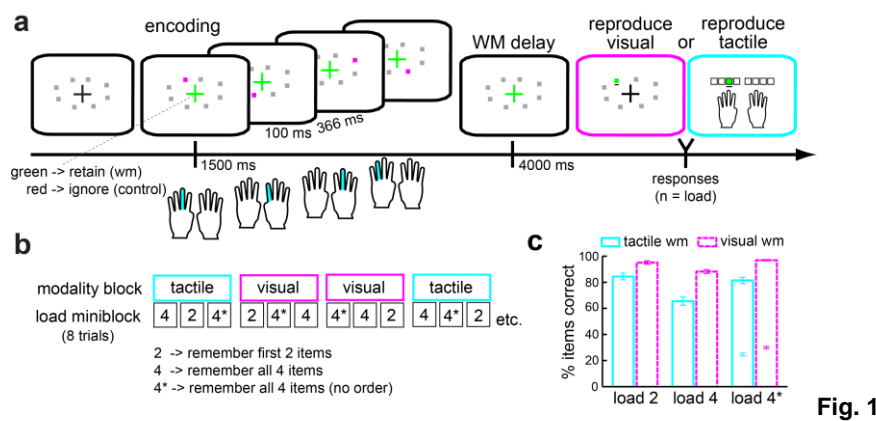 a
encoding
WM delay
reproduce visual
or
reproduce tactile
100 ms
366 ms
1500 ms
4000 ms
green -> retain (wm)
red -> ignore (control)
responses
(n = load)
b
modality block
tactile
visual
visual
tactile
load miniblock
(8 trials)
4 2 4* 2 4* 4 4* 4 2 4 4* 2 etc.
2 -> remember first 2 items
4 -> remember all 4 items
4* -> remember all 4 items (no order)
c
tactile wm
visual wm
% items correct
100
80
60
40
20
0
load 2
load 4
load 4*
Fig. 1